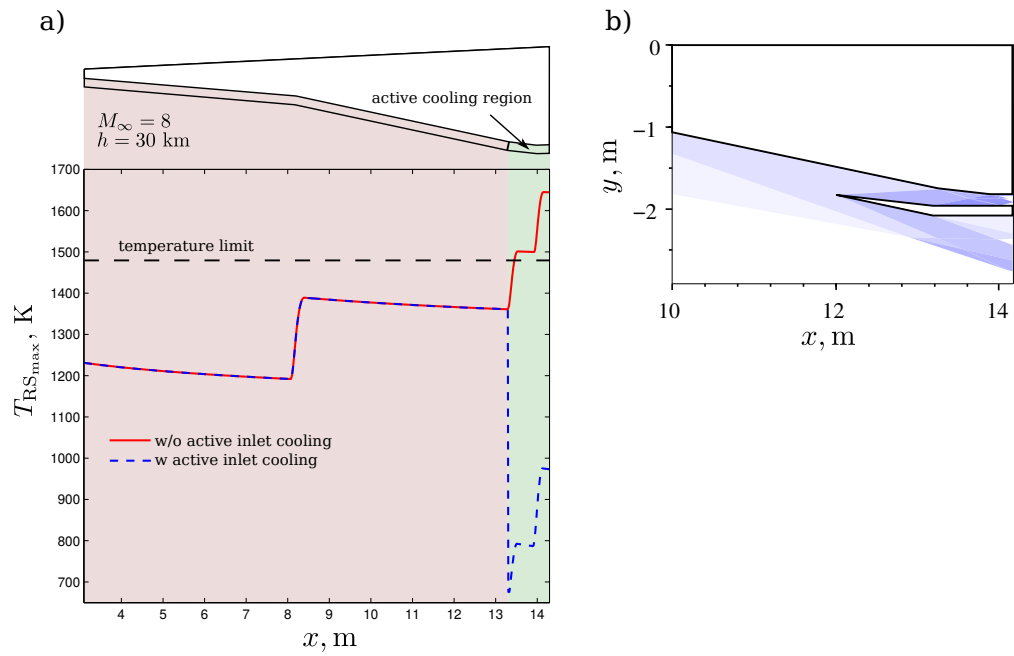 a)
b)
active cooling region
M∞ = 8
h = 30 km
1700
1600
1500
1400
1300
1200
1100
1000
900
800
700
temperature limit
T_RS_max, K
w/o active inlet cooling
w active inlet cooling
4 5 6 7 8 9 10 11 12 13 14
x, m
0
−1
−2
y, m
10 12 14
x, m